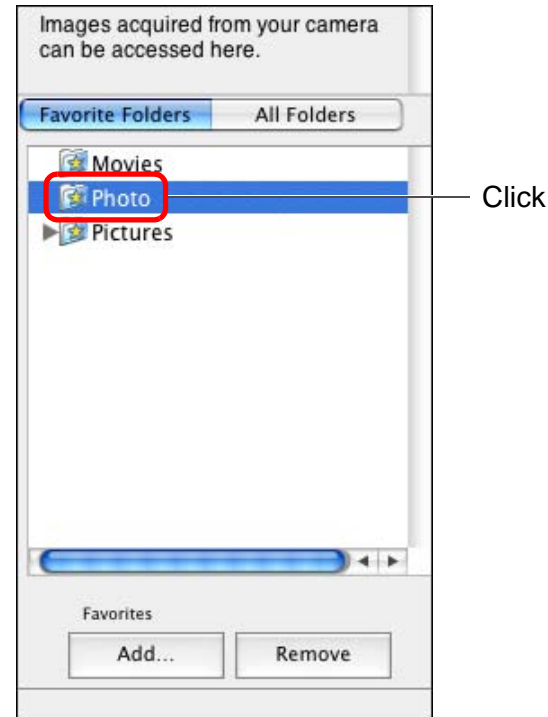 Images acquired from your camera
can be accessed here.
Favorite Folders All Folders
Movies
Photo Click
Pictures
Favorites
Add... Remove